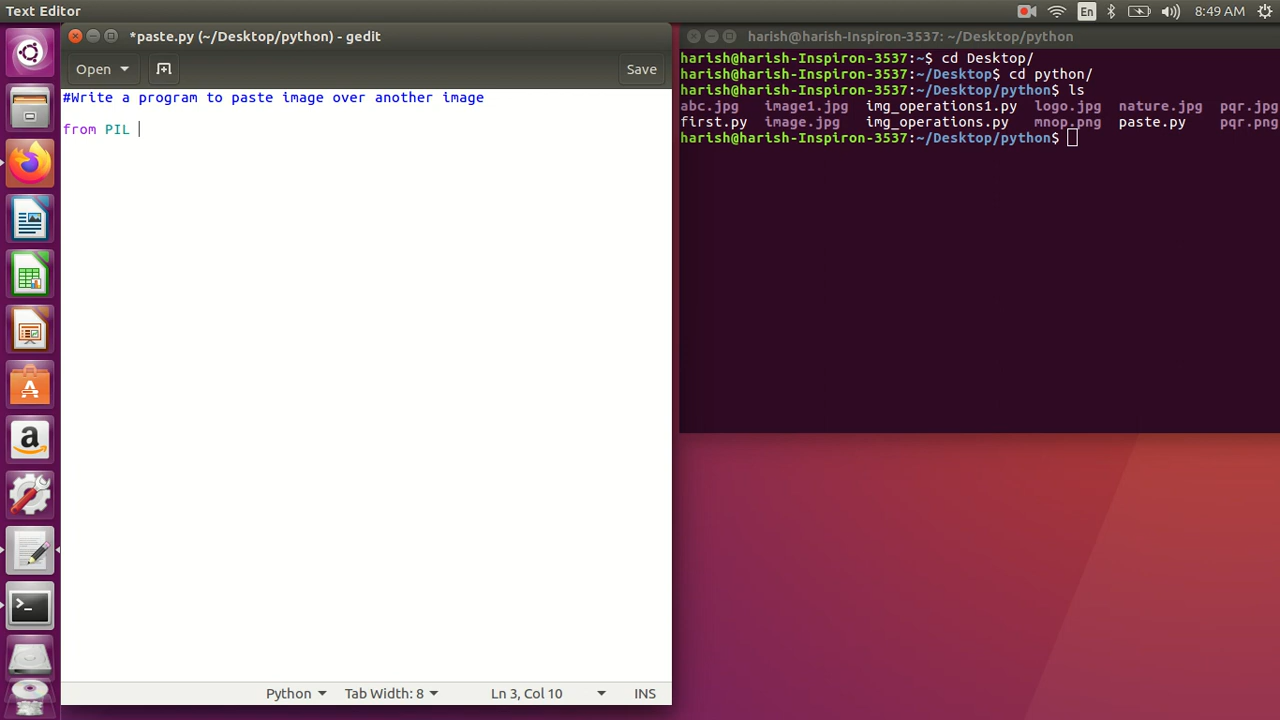 Text Editor
En
8:49 AM
*paste.py (~/Desktop/python) - gedit
Open
Save
#Write a program to paste image over another image
from PIL
Python
Tab Width: 8
Ln 3, Col 10
INS
harish@harish-Inspiron-3537: ~/Desktop/python
harish@harish-Inspiron-3537:~$ cd Desktop/
harish@harish-Inspiron-3537:~/Desktop$ cd python/
harish@harish-Inspiron-3537:~/Desktop/python$ ls
abc.jpg image1.jpg img_operations1.py logo.jpg nature.jpg pqr.jpg
first.py image.jpg img_operations.py mnop.png paste.py pqr.png
harish@harish-Inspiron-3537:~/Desktop/python$